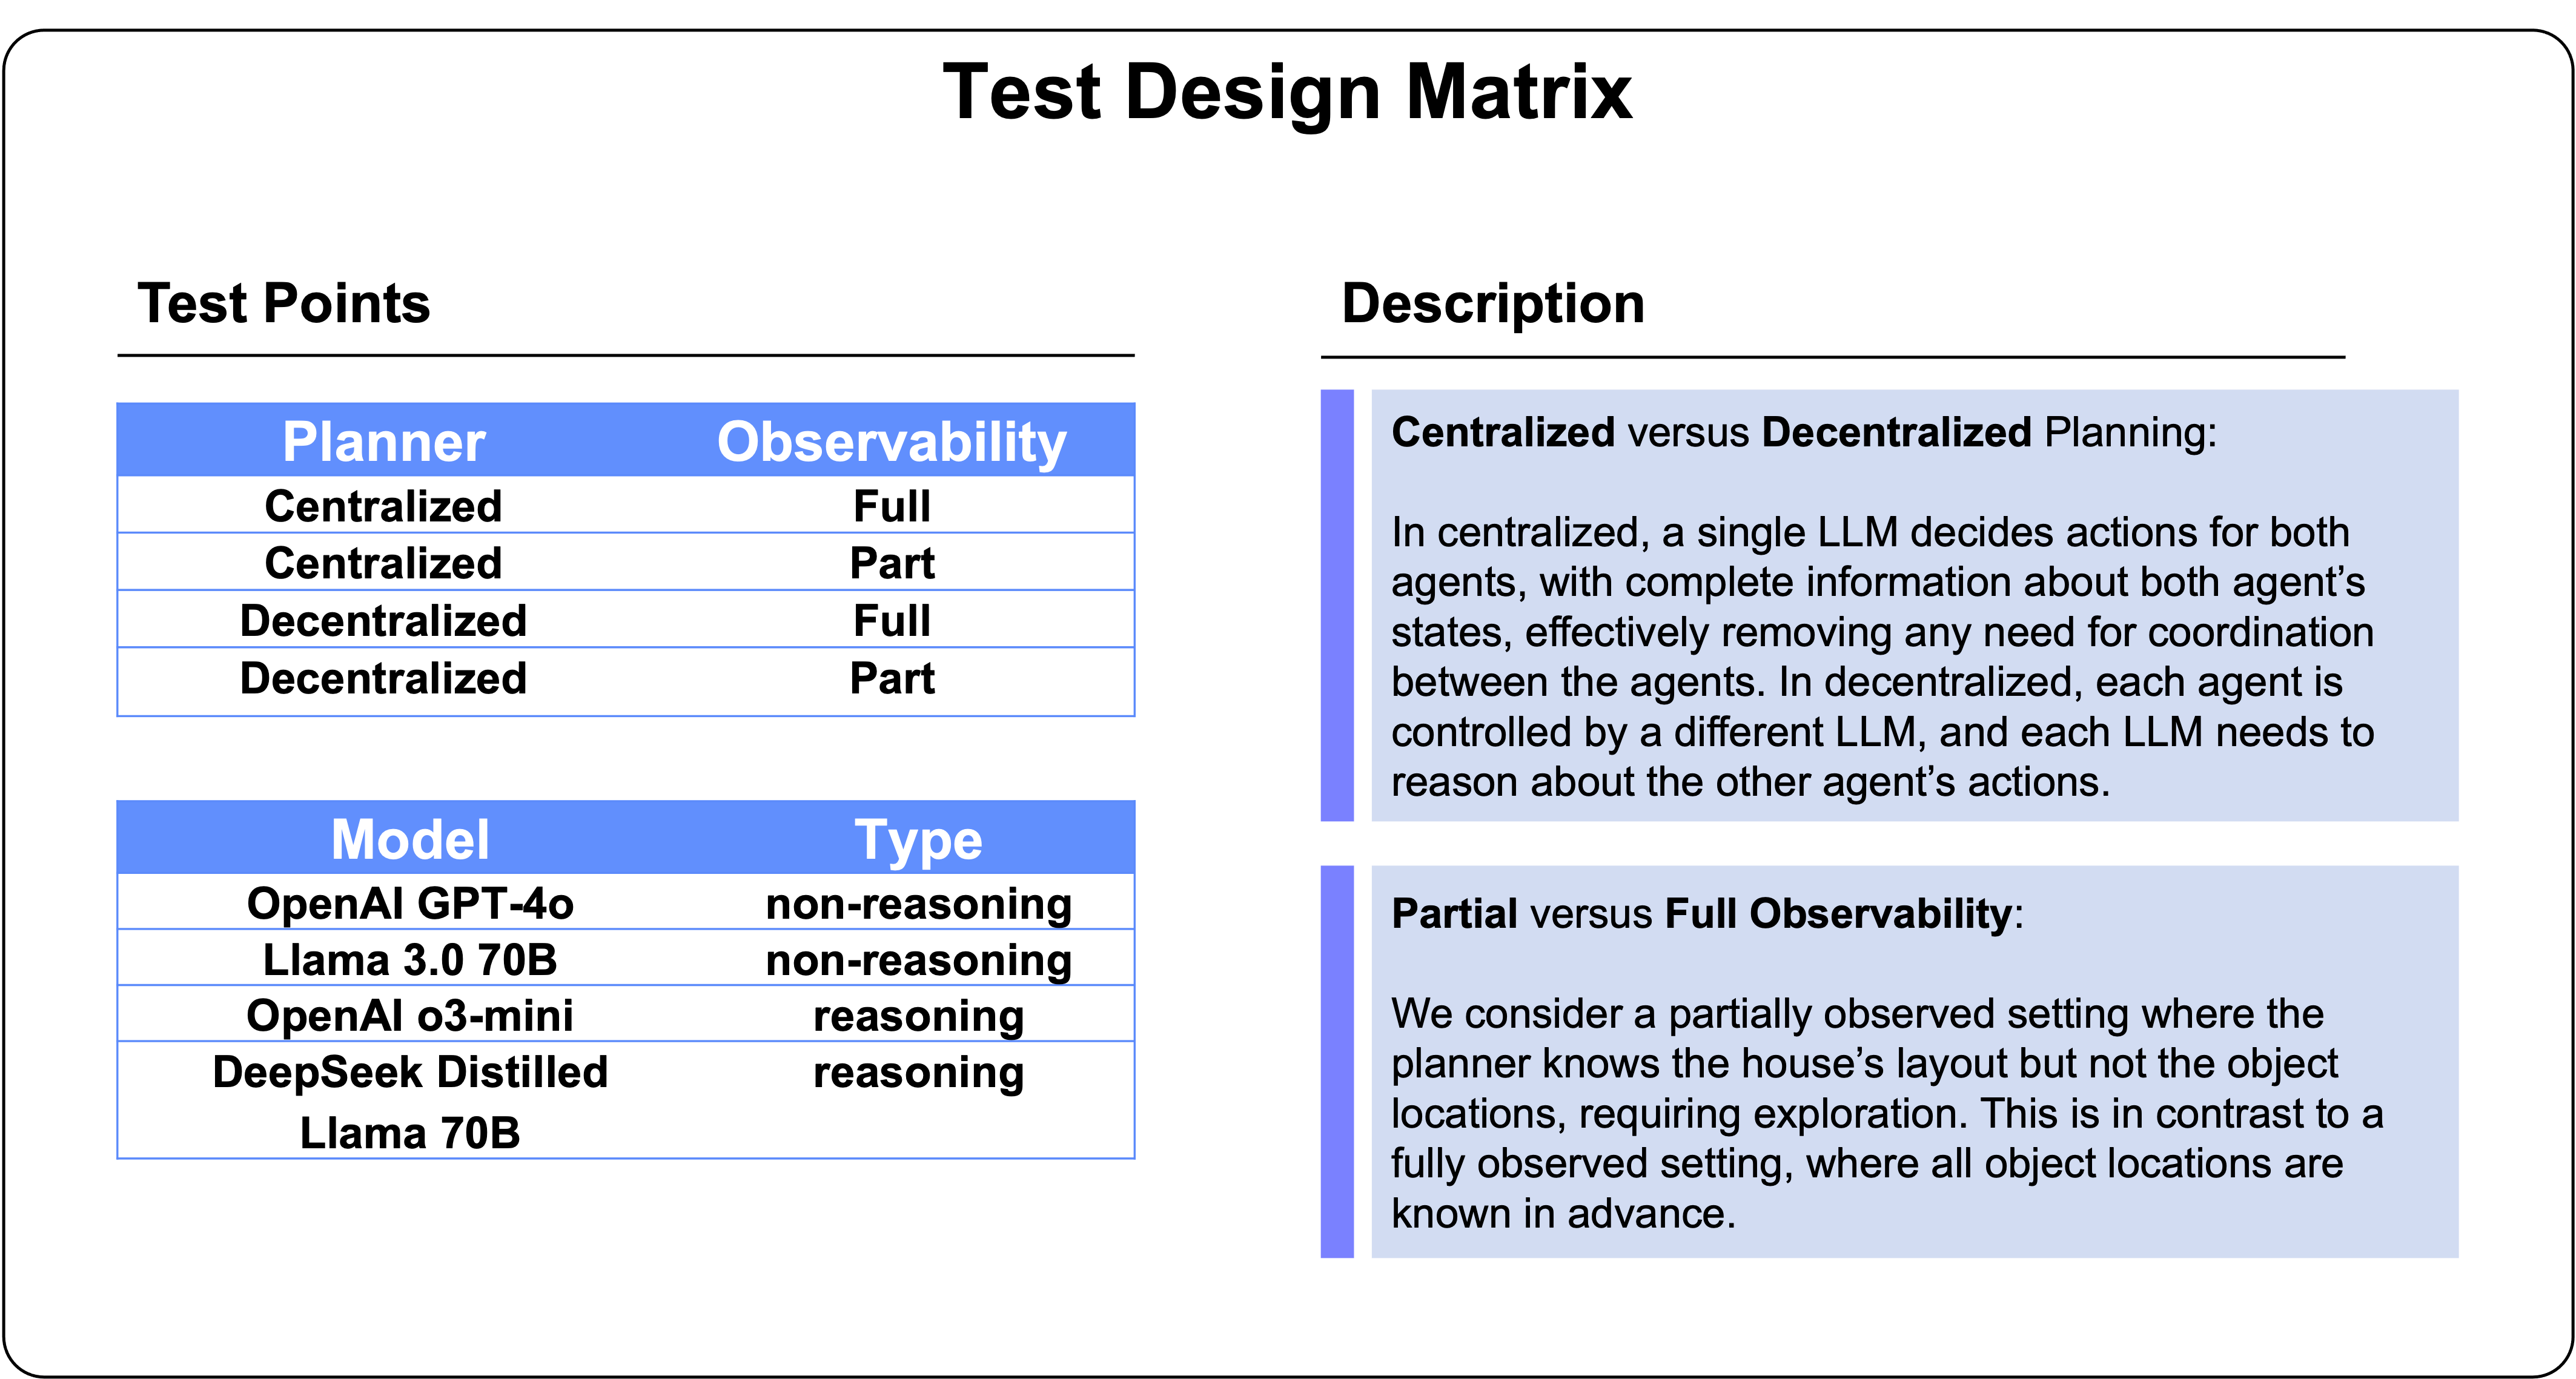 Test Design Matrix
Test Points
Planner Observability
Centralized Full
Centralized Part
Decentralized Full
Decentralized Part
Model Type
OpenAI GPT-4o non-reasoning
Llama 3.0 70B non-reasoning
OpenAI o3-mini reasoning
DeepSeek Distilled reasoning
Llama 70B
Description
Centralized versus Decentralized Planning:
In centralized, a single LLM decides actions for both
agents, with complete information about both agent’s
states, effectively removing any need for coordination
between the agents. In decentralized, each agent is
controlled by a different LLM, and each LLM needs to
reason about the other agent’s actions.
Partial versus Full Observability:
We consider a partially observed setting where the
planner knows the house’s layout but not the object
locations, requiring exploration. This is in contrast to a
fully observed setting, where all object locations are
known in advance.